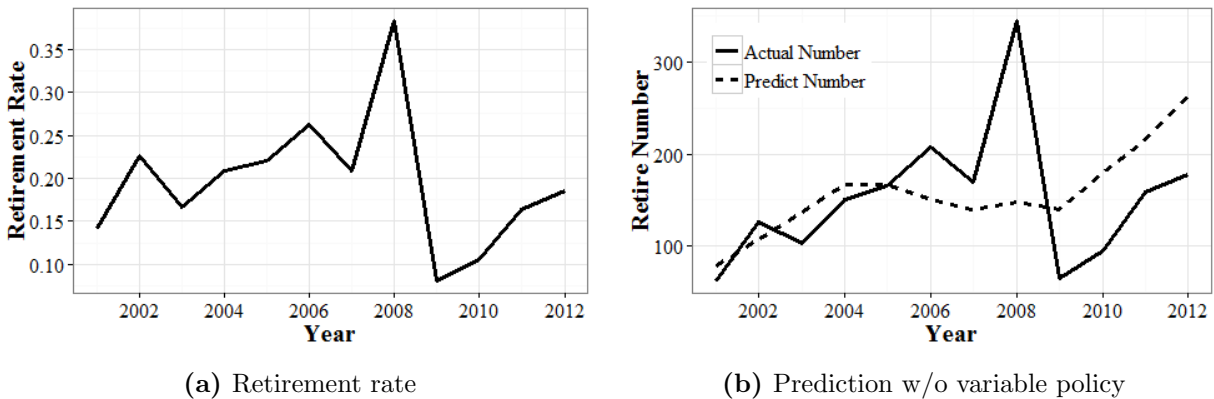 Retirement Rate
0.35
0.30
0.25
0.20
0.15
0.10
2002 2004 2006 2008 2010 2012
Year
(a) Retirement rate
Retire Number
300
200
100
Actual Number
Predict Number
2002 2004 2006 2008 2010 2012
Year
(b) Prediction w/o variable policy